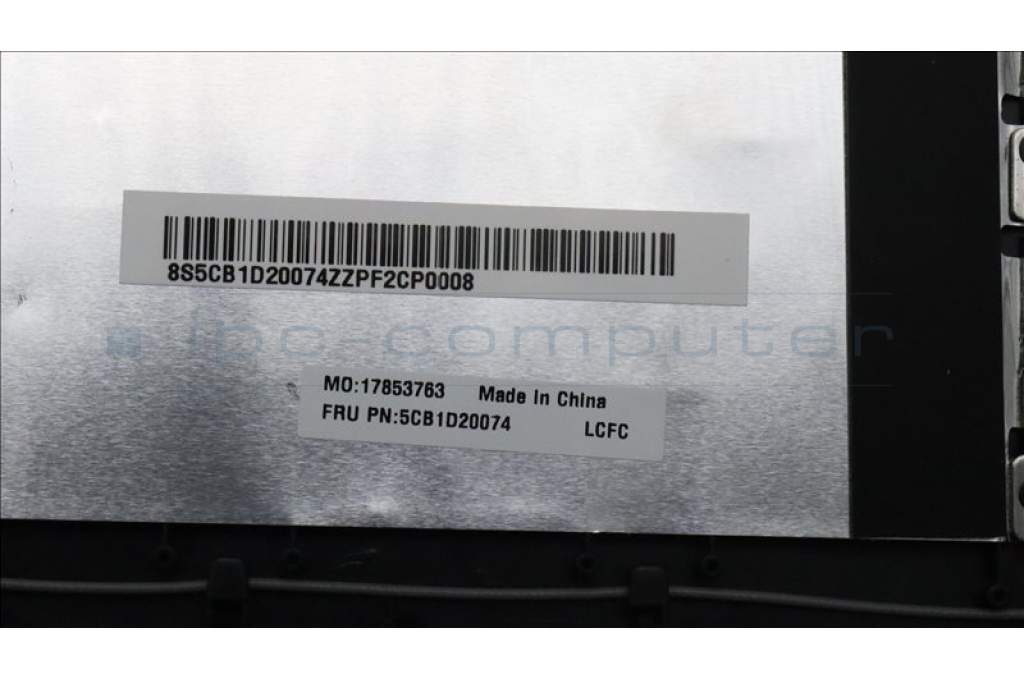 8S5CB1D20074ZZPF2CP0008
ipc-computer
MO:17853763 Made In China
FRU PN:5CB1D20074 LCFC